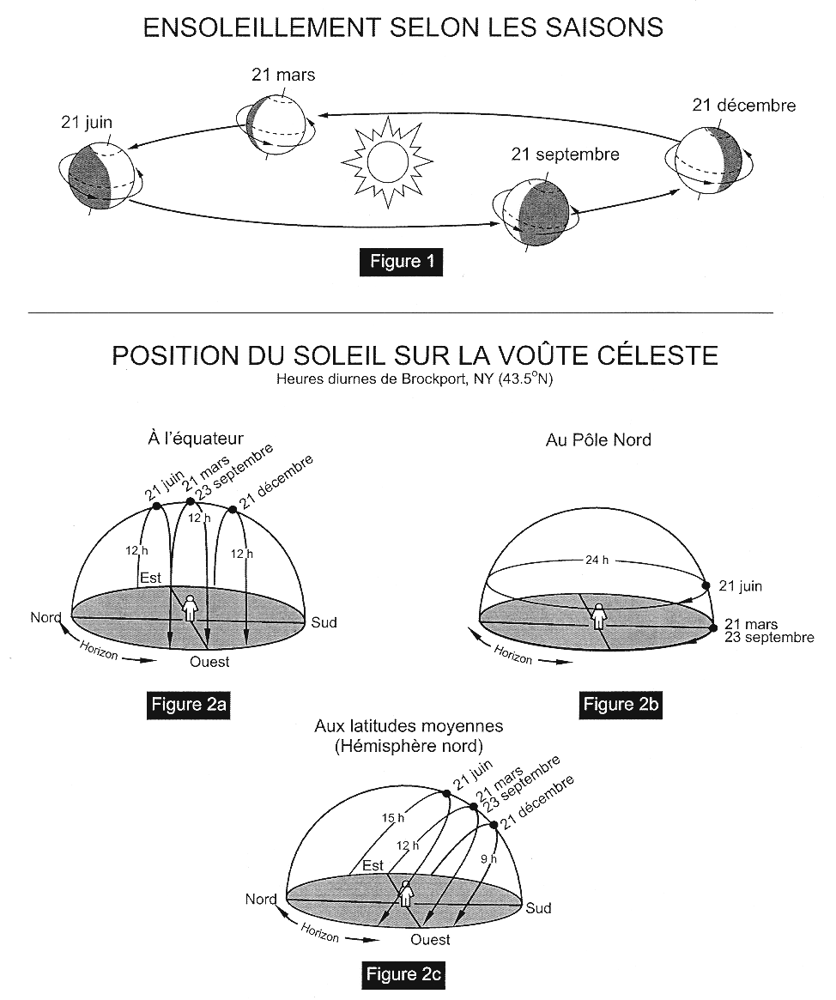 ENSOLEILLEMENT SELON LES SAISONS
21 mars
21 juin
21 décembre
21 septembre
Figure 1
POSITION DU SOLEIL SUR LA VOÛTE CÉLESTE
Heures diurnes de Brockport, NY (43.5°N)
À l'équateur
21 juin
21 mars
23 septembre
21 décembre
12 h
12 h
12 h
Est
Nord
Sud
Horizon
Ouest
Figure 2a
Au Pôle Nord
24 h
21 juin
21 mars
23 septembre
Horizon
Figure 2b
Aux latitudes moyennes
(Hémisphère nord)
21 juin
21 mars
23 septembre
21 décembre
15 h
12 h
9 h
Est
Nord
Sud
Horizon
Ouest
Figure 2c